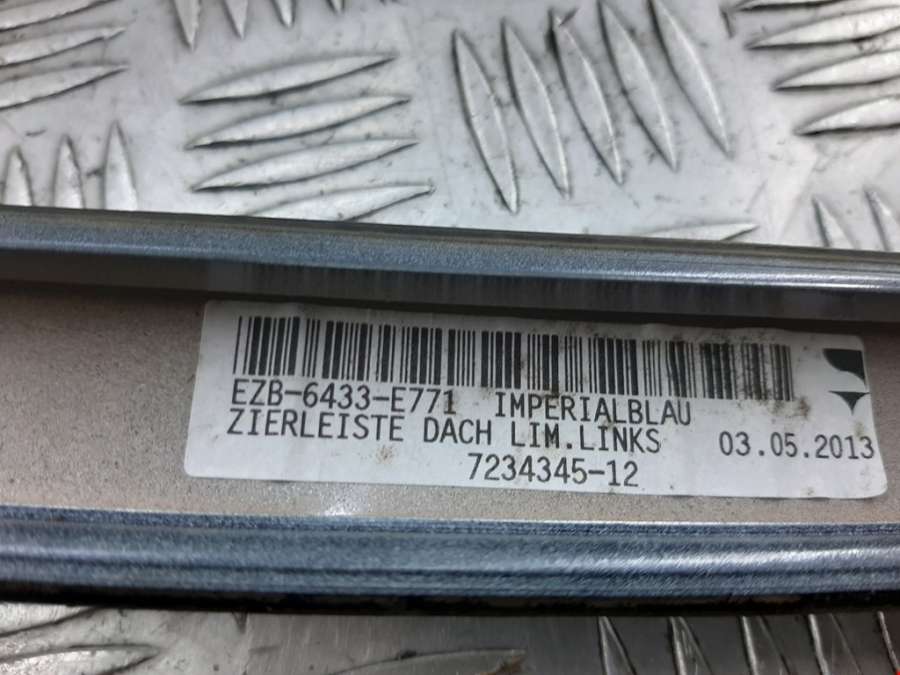 EZB-6433-E771 IMPERIALBLAU
ZIERLEISTE DACH LIM.LINKS 03.05.2013
7234345-12